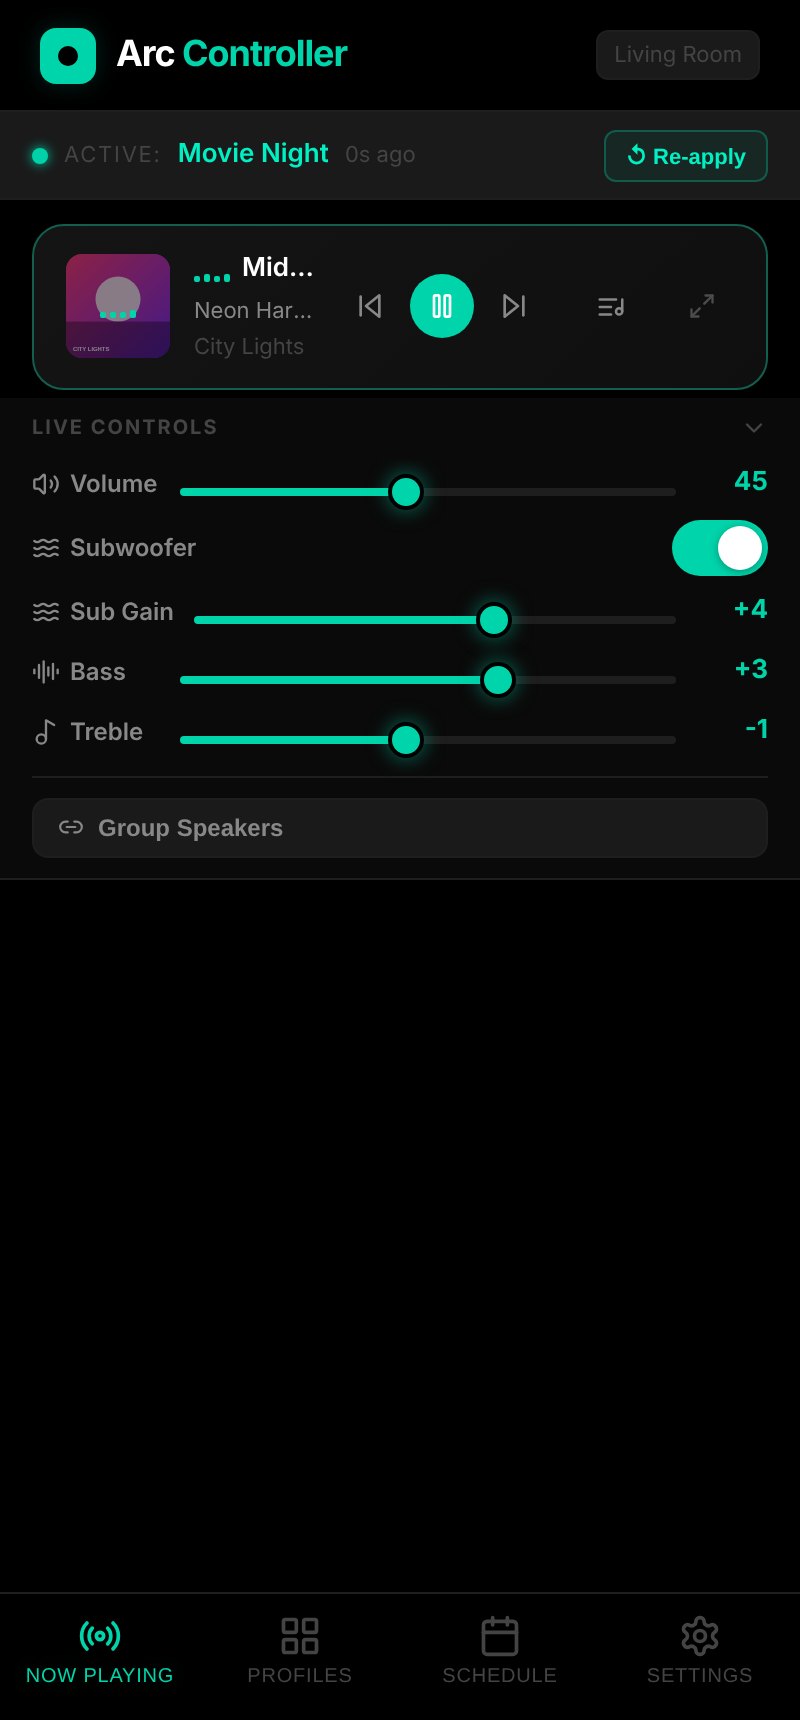 Arc Controller
Living Room
ACTIVE: Movie Night 0s ago
Re-apply
Mid...
Neon Har...
City Lights
CITY LIGHTS
LIVE CONTROLS
Volume 45
Subwoofer
Sub Gain +4
Bass +3
Treble -1
Group Speakers
NOW PLAYING
PROFILES
SCHEDULE
SETTINGS